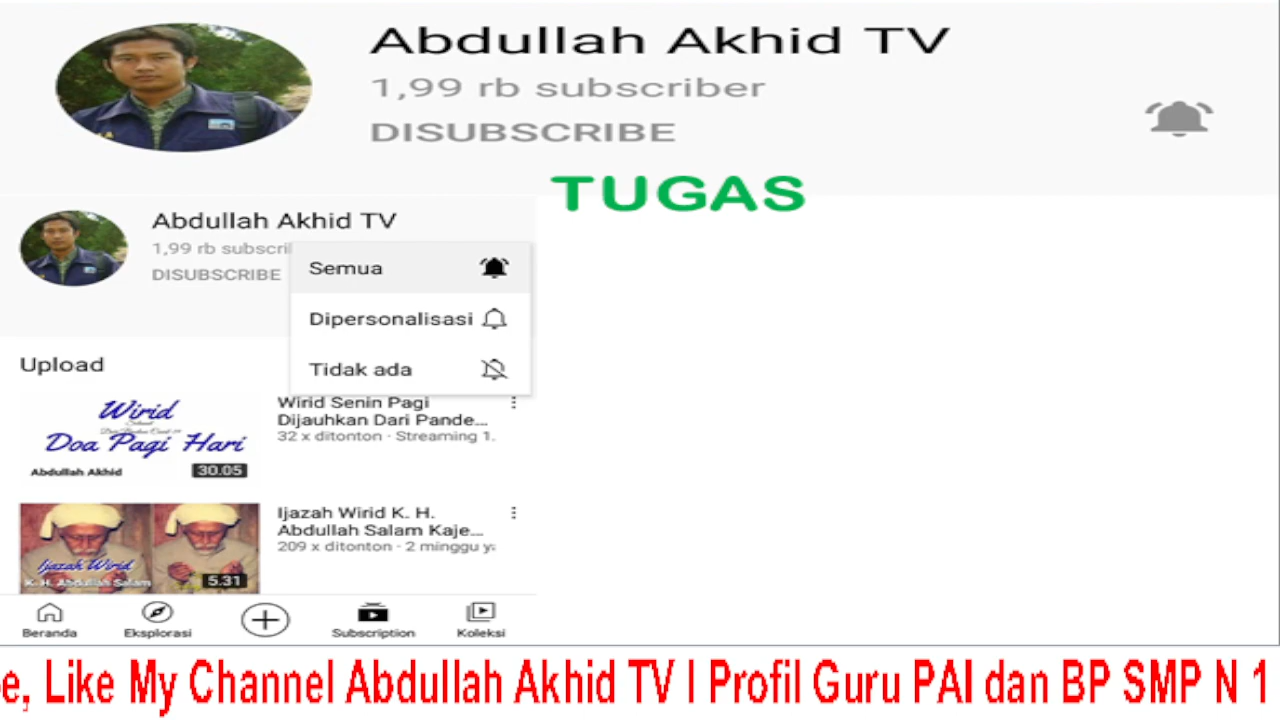 Abdullah Akhid TV
1,99 rb subscriber
DISUBSCRIBE
TUGAS
Abdullah Akhid TV
1,99 rb subscri
DISUBSCRIBE
Semua
Dipersonalisasi
Tidak ada
Upload
Wirid
Doa Pagi Hari
Abdullah Akhid
30.05
Wirid Senin Pagi
Dijauhkan Dari Pande...
32 x ditonton · Streaming 1.
Ijazah Wirid
K. H. Abdullah Salam
5.31
Ijazah Wirid K. H.
Abdullah Salam Kaje...
209 x ditonton · 2 minggu ya
Beranda
Eksplorasi
Subscription
Koleksi
e, Like My Channel Abdullah Akhid TV I Profil Guru PAI dan BP SMP N 1